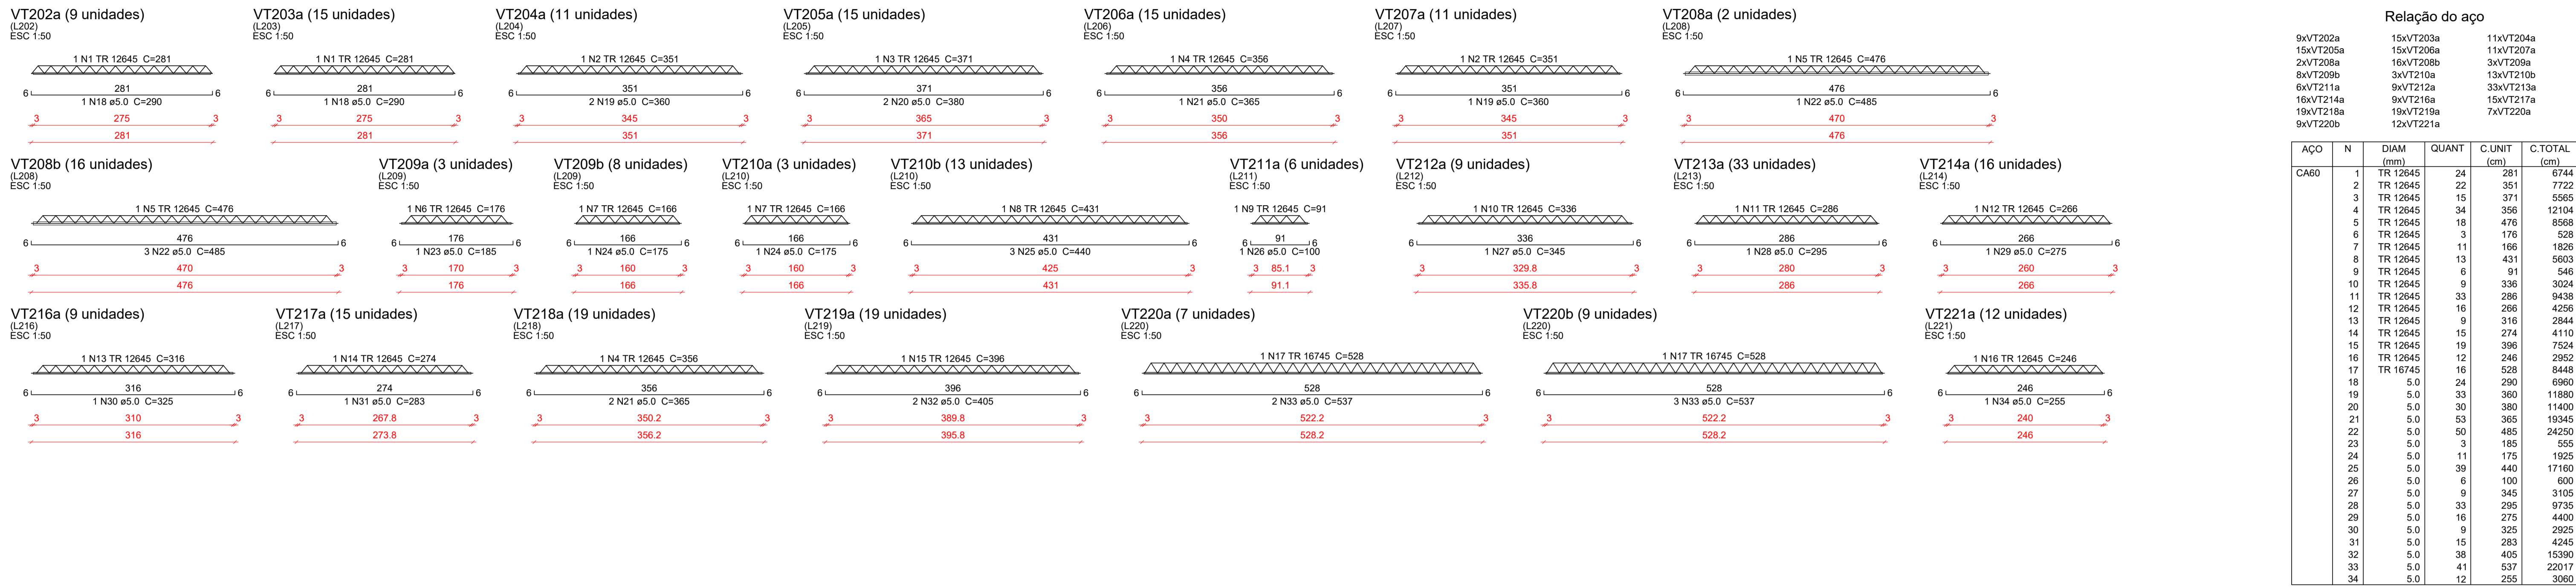 VT202a (9 unidades)
(L202)
ESC 1:50
1 N1 TR 12645 C=281
6 281 6
1 N18 ø5.0 C=290
3 275 3
281
VT203a (15 unidades)
(L203)
ESC 1:50
1 N1 TR 12645 C=281
6 281 6
1 N18 ø5.0 C=290
3 275 3
281
VT204a (11 unidades)
(L204)
ESC 1:50
1 N2 TR 12645 C=351
6 351 6
2 N19 ø5.0 C=360
3 345 3
351
VT205a (15 unidades)
(L205)
ESC 1:50
1 N3 TR 12645 C=371
6 371 6
2 N20 ø5.0 C=380
3 365 3
371
VT206a (15 unidades)
(L206)
ESC 1:50
1 N4 TR 12645 C=356
6 356 6
1 N21 ø5.0 C=365
3 350 3
356
VT207a (11 unidades)
(L207)
ESC 1:50
1 N2 TR 12645 C=351
6 351 6
1 N19 ø5.0 C=360
3 345 3
351
VT208a (2 unidades)
(L208)
ESC 1:50
1 N5 TR 12645 C=476
6 476 6
1 N22 ø5.0 C=485
3 470 3
476
VT208b (16 unidades)
(L208)
ESC 1:50
1 N5 TR 12645 C=476
6 476 6
3 N22 ø5.0 C=485
3 470 3
476
VT209a (3 unidades)
(L209)
ESC 1:50
1 N6 TR 12645 C=176
6 176 6
1 N23 ø5.0 C=185
3 170 3
176
VT209b (8 unidades)
(L209)
ESC 1:50
1 N7 TR 12645 C=166
6 166 6
1 N24 ø5.0 C=175
3 160 3
166
VT210a (3 unidades)
(L210)
ESC 1:50
1 N7 TR 12645 C=166
6 166 6
1 N24 ø5.0 C=175
3 160 3
166
VT210b (13 unidades)
(L210)
ESC 1:50
1 N8 TR 12645 C=431
6 431 6
3 N25 ø5.0 C=440
3 425 3
431
VT211a (6 unidades)
(L211)
ESC 1:50
1 N9 TR 12645 C=91
6 91 6
1 N26 ø5.0 C=100
3 85.1 3
91.1
VT212a (9 unidades)
(L212)
ESC 1:50
1 N10 TR 12645 C=336
6 336 6
1 N27 ø5.0 C=345
3 329.8 3
335.8
VT213a (33 unidades)
(L213)
ESC 1:50
1 N11 TR 12645 C=286
6 286 6
1 N28 ø5.0 C=295
3 280 3
286
VT214a (16 unidades)
(L214)
ESC 1:50
1 N12 TR 12645 C=266
6 266 6
1 N29 ø5.0 C=275
3 260 3
266
VT216a (9 unidades)
(L216)
ESC 1:50
1 N13 TR 12645 C=316
6 316 6
1 N30 ø5.0 C=325
3 310 3
316
VT217a (15 unidades)
(L217)
ESC 1:50
1 N14 TR 12645 C=274
6 274 6
1 N31 ø5.0 C=283
3 267.8 3
273.8
VT218a (19 unidades)
(L218)
ESC 1:50
1 N4 TR 12645 C=356
6 356 6
2 N21 ø5.0 C=365
3 350.2 3
356.2
VT219a (19 unidades)
(L219)
ESC 1:50
1 N15 TR 12645 C=396
6 396 6
2 N32 ø5.0 C=405
3 389.8 3
395.8
VT220a (7 unidades)
(L220)
ESC 1:50
1 N17 TR 16745 C=528
6 528 6
2 N33 ø5.0 C=537
3 522.2 3
528.2
VT220b (9 unidades)
(L220)
ESC 1:50
1 N17 TR 16745 C=528
6 528 6
3 N33 ø5.0 C=537
3 522.2 3
528.2
VT221a (12 unidades)
(L221)
ESC 1:50
1 N16 TR 12645 C=246
6 246 6
1 N34 ø5.0 C=255
3 240 3
246
Relação do aço
9xVT202a 15xVT203a 11xVT204a
15xVT205a 15xVT206a 11xVT207a
2xVT208a 16xVT208b 3xVT209a
8xVT209b 3xVT210a 13xVT210b
6xVT211a 9xVT212a 33xVT213a
16xVT214a 9xVT216a 15xVT217a
19xVT218a 19xVT219a 7xVT220a
9xVT220b 12xVT221a
AÇO N DIAM QUANT C.UNIT C.TOTAL
(mm) (cm) (cm)
CA60 1 TR 12645 24 281 6744
2 TR 12645 22 351 7722
3 TR 12645 15 371 5565
4 TR 12645 34 356 12104
5 TR 12645 18 476 8568
6 TR 12645 3 176 528
7 TR 12645 11 166 1826
8 TR 12645 13 431 5603
9 TR 12645 6 91 546
10 TR 12645 9 336 3024
11 TR 12645 33 286 9438
12 TR 12645 16 266 4256
13 TR 12645 9 316 2844
14 TR 12645 15 274 4110
15 TR 12645 19 396 7524
16 TR 12645 12 246 2952
17 TR 16745 16 528 8448
18 5.0 24 290 6960
19 5.0 33 360 11880
20 5.0 30 380 11400
21 5.0 53 365 19345
22 5.0 50 485 24250
23 5.0 3 185 555
24 5.0 11 175 1925
25 5.0 39 440 17160
26 5.0 6 100 600
27 5.0 9 345 3105
28 5.0 33 295 9735
29 5.0 16 275 4400
30 5.0 9 325 2925
31 5.0 15 283 4245
32 5.0 38 405 15390
33 5.0 41 537 22017
34 5.0 12 255 3060